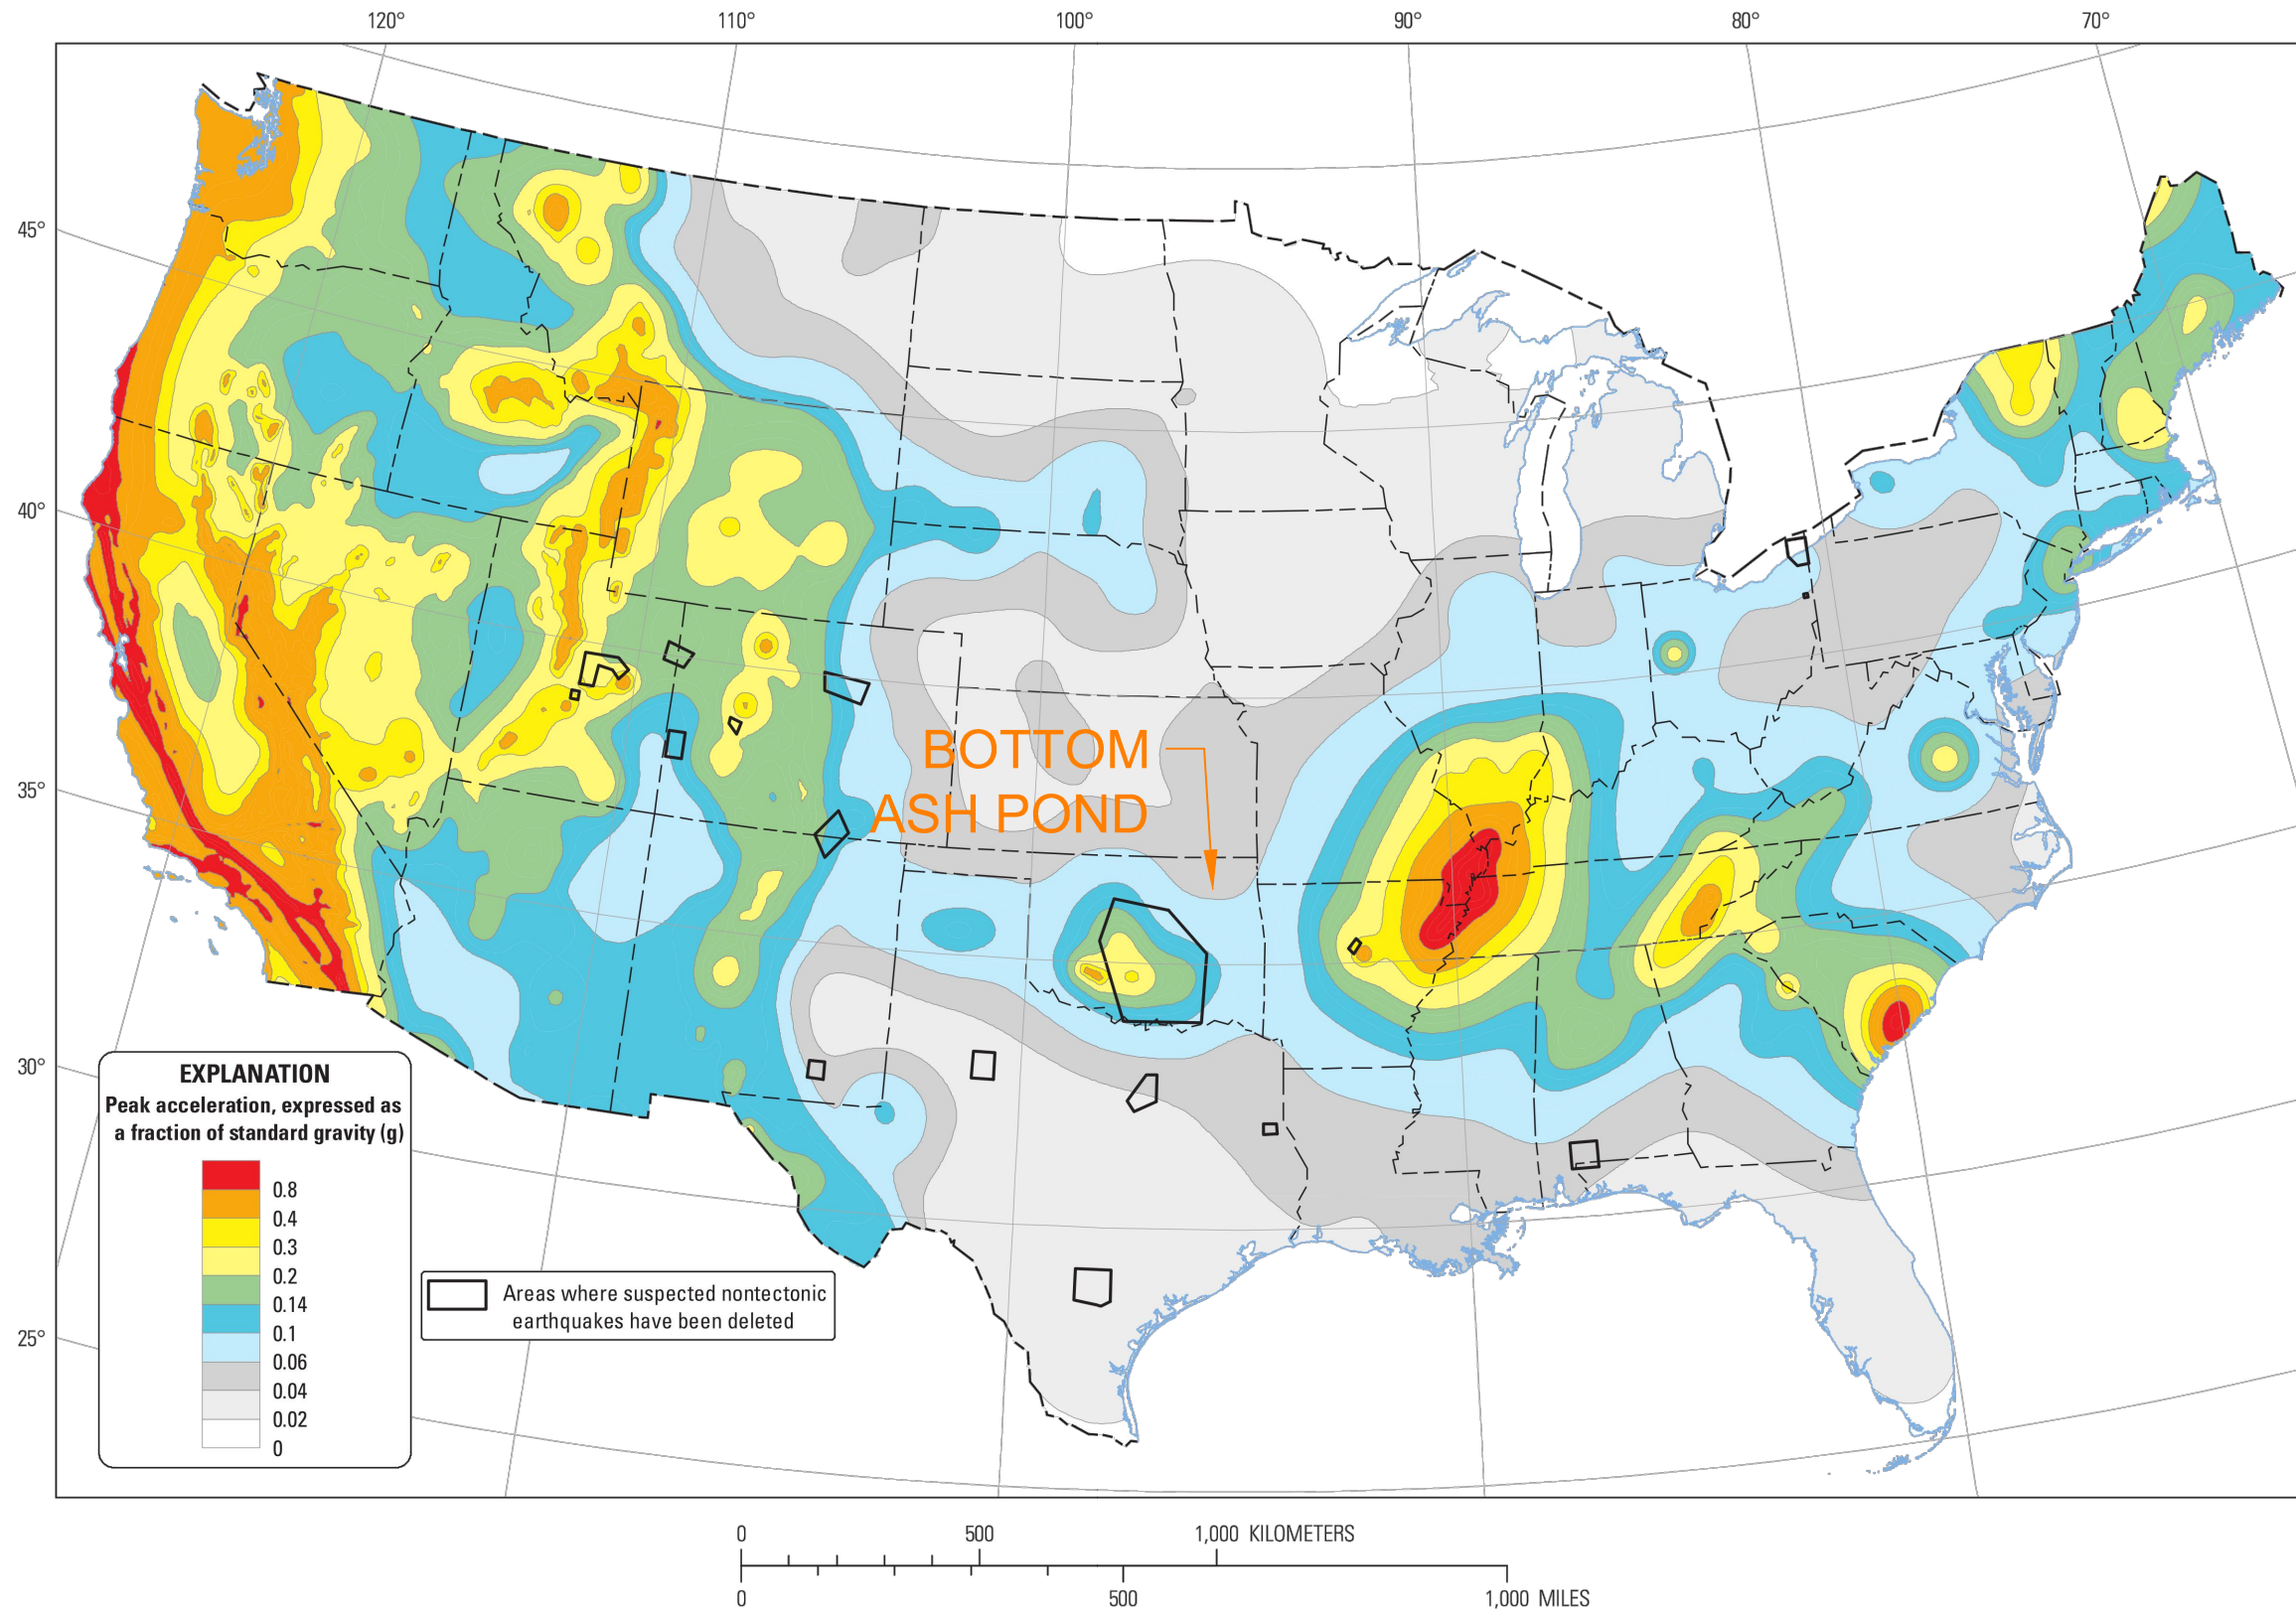 120°
110°
100°
90°
80°
70°
45°
40°
35°
30°
25°
BOTTOM
ASH POND
EXPLANATION
Peak acceleration, expressed as
a fraction of standard gravity (g)
0.8
0.4
0.3
0.2
0.14
0.1
0.06
0.04
0.02
0
Areas where suspected nontectonic
earthquakes have been deleted
0 500 1,000 KILOMETERS
0 500 1,000 MILES